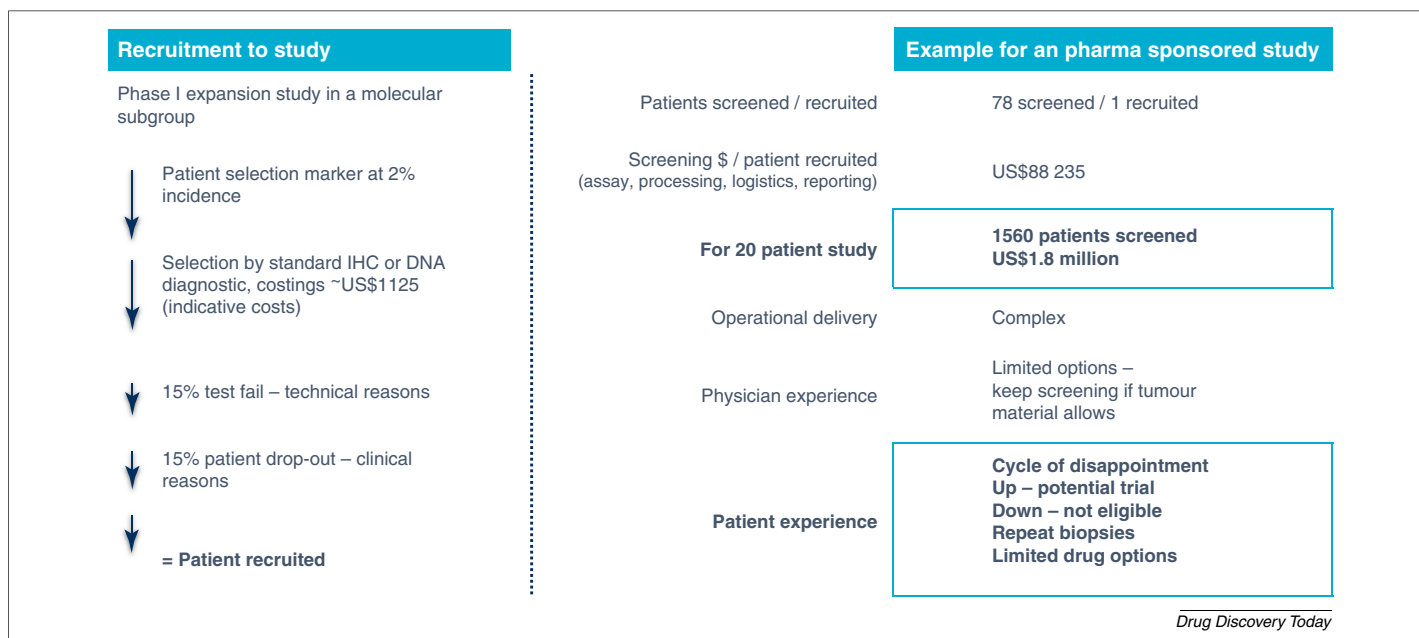 Recruitment to study
Phase I expansion study in a molecular
subgroup
Patient selection marker at 2%
incidence
Selection by standard IHC or DNA
diagnostic, costings ~US$1125
(indicative costs)
15% test fail – technical reasons
15% patient drop-out – clinical
reasons
= Patient recruited
Example for an pharma sponsored study
Patients screened / recruited
78 screened / 1 recruited
Screening $ / patient recruited
(assay, processing, logistics, reporting)
US$88 235
For 20 patient study
1560 patients screened
US$1.8 million
Operational delivery
Complex
Physician experience
Limited options –
keep screening if tumour
material allows
Patient experience
Cycle of disappointment
Up – potential trial
Down – not eligible
Repeat biopsies
Limited drug options
Drug Discovery Today